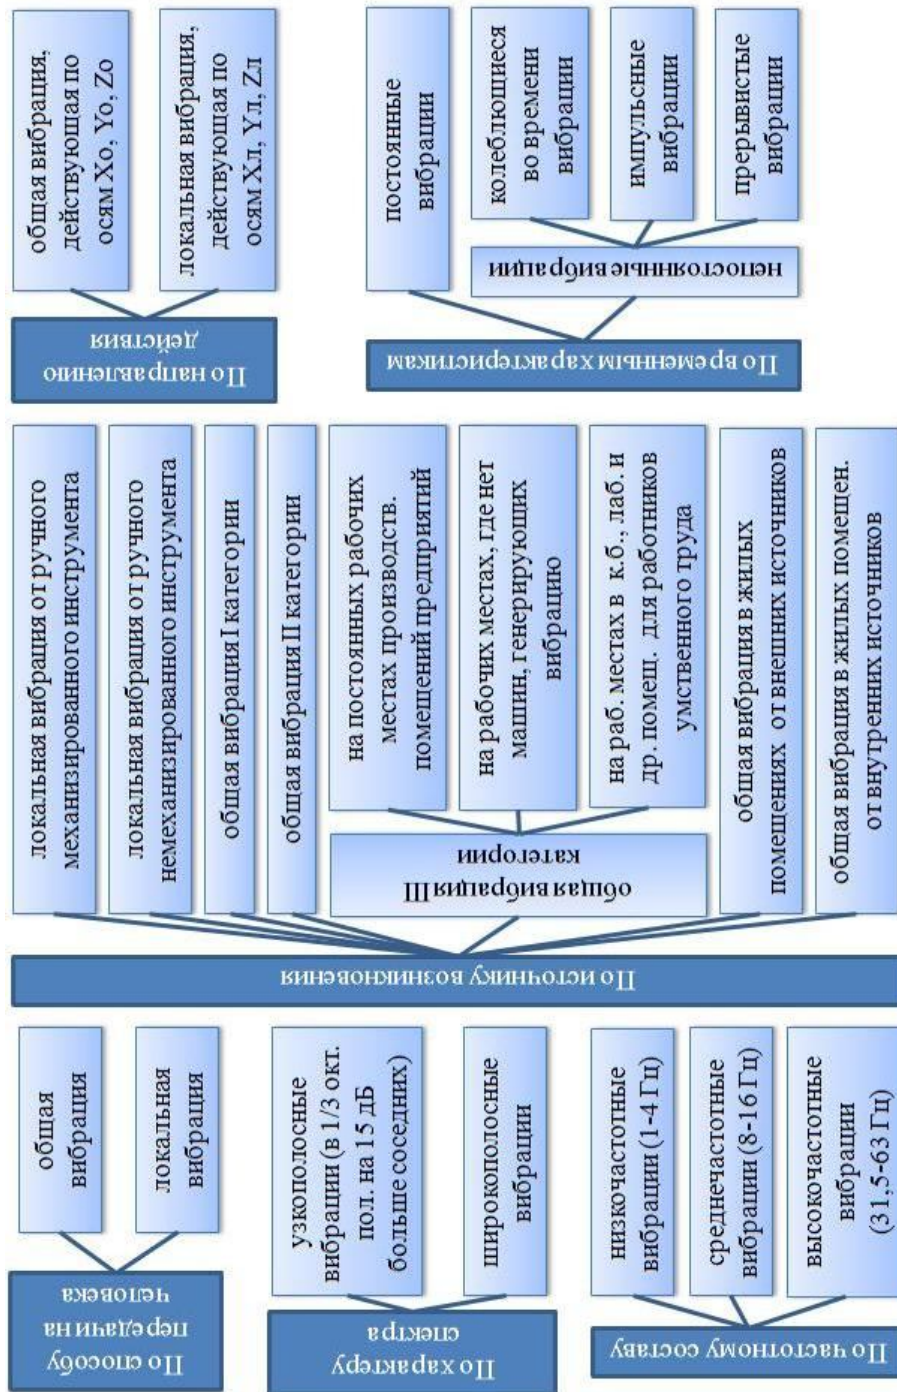 По способу
передачи на
человека
общая
вибрация
локальная
вибрация
По характеру
спектра
узкополосные
вибрации (в 1/3 окт.
пол. на 15 дБ
больше соседних)
широкополосные
вибрации
По частотному составу
низкочастотные
вибрации (1-4 Гц)
среднечастотные
вибрации (8-16 Гц)
высокочастотные
вибрации
(31,5-63 Гц)
По источнику возникновения
локальная вибрация от ручного
механизированного инструмента
локальная вибрация от ручного
немеханизированного инструмента
общая вибрация I категории
общая вибрация II категории
общая вибрация III
категории
на постоянных рабочих
местах производств.
помещений предприятий
на рабочих местах, где нет
машин, генерирующих
вибрацию
на раб. местах в к.б., лаб. и
др. помещ. для работников
умственного труда
общая вибрация в жилых
помещениях от внешних источников
общая вибрация в жилых помещен.
от внутренних источников
По направлению
действия
общая вибрация,
действующая по
осям Xо, Yо, Zо
локальная вибрация,
действующая по
осям Xл, Yл, Zл
По временным характеристикам
постоянные
вибрации
непостоянные вибрации
колеблющиеся
во времени
вибрации
импульсные
вибрации
прерывистые
вибрации